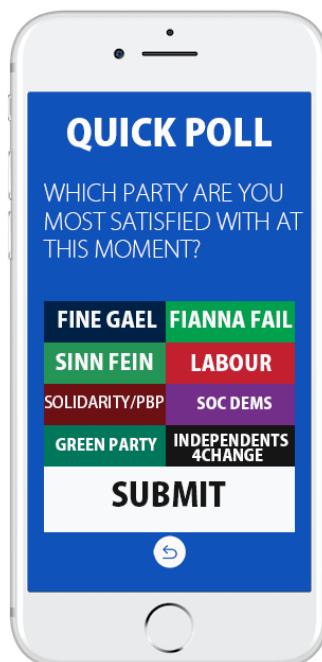 QUICK POLL
WHICH PARTY ARE YOU
MOST SATISFIED WITH AT
THIS MOMENT?
FINE GAEL
FIANNA FAIL
SINN FEIN
LABOUR
SOLIDARITY/PBP
SOC DEMS
GREEN PARTY
INDEPENDENTS
4CHANGE
SUBMIT